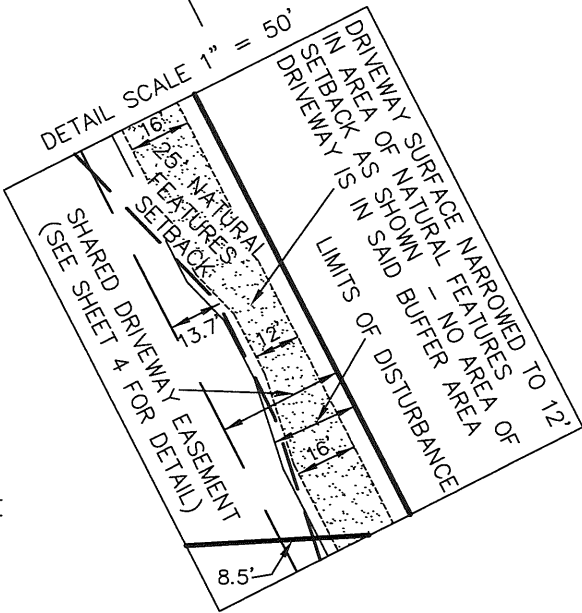 DETAIL SCALE 1" = 50'
DRIVEWAY SURFACE NARROWED TO 12'
IN AREA OF NATURAL FEATURES
SETBACK AS SHOWN – NO AREA OF
DRIVEWAY IS IN SAID BUFFER AREA
LIMITS OF DISTURBANCE
16'
25' NATURAL
FEATURES
SETBACK
13.7'
12'
16'
SHARED DRIVEWAY EASEMENT
(SEE SHEET 4 FOR DETAIL)
8.5'